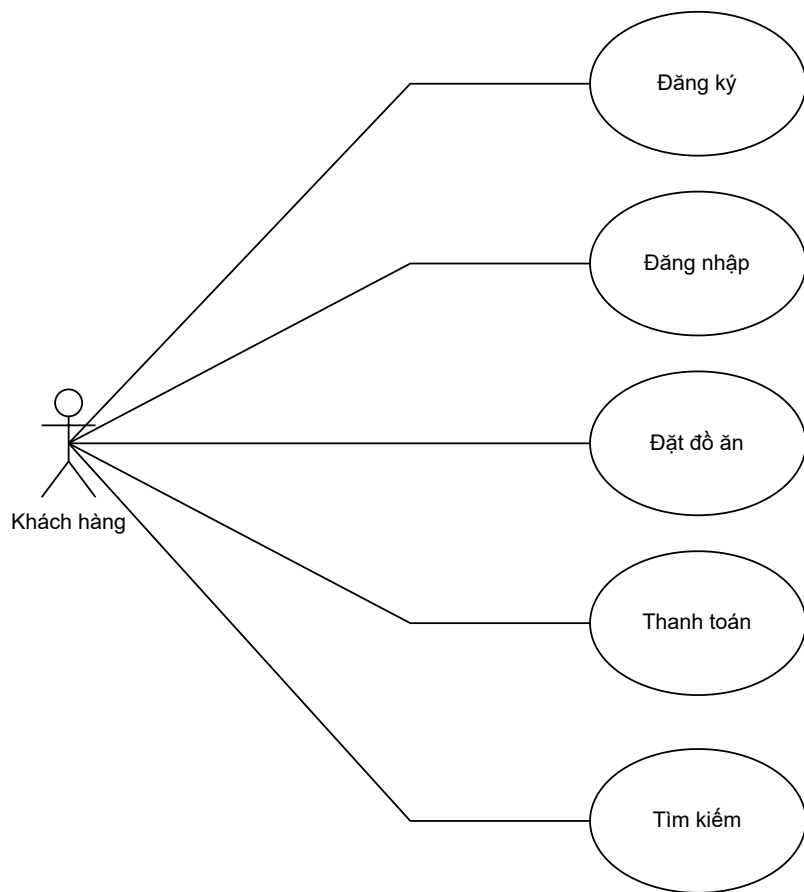 Đăng ký
Đăng nhập
Đặt đồ ăn
Khách hàng
Thanh toán
Tìm kiếm